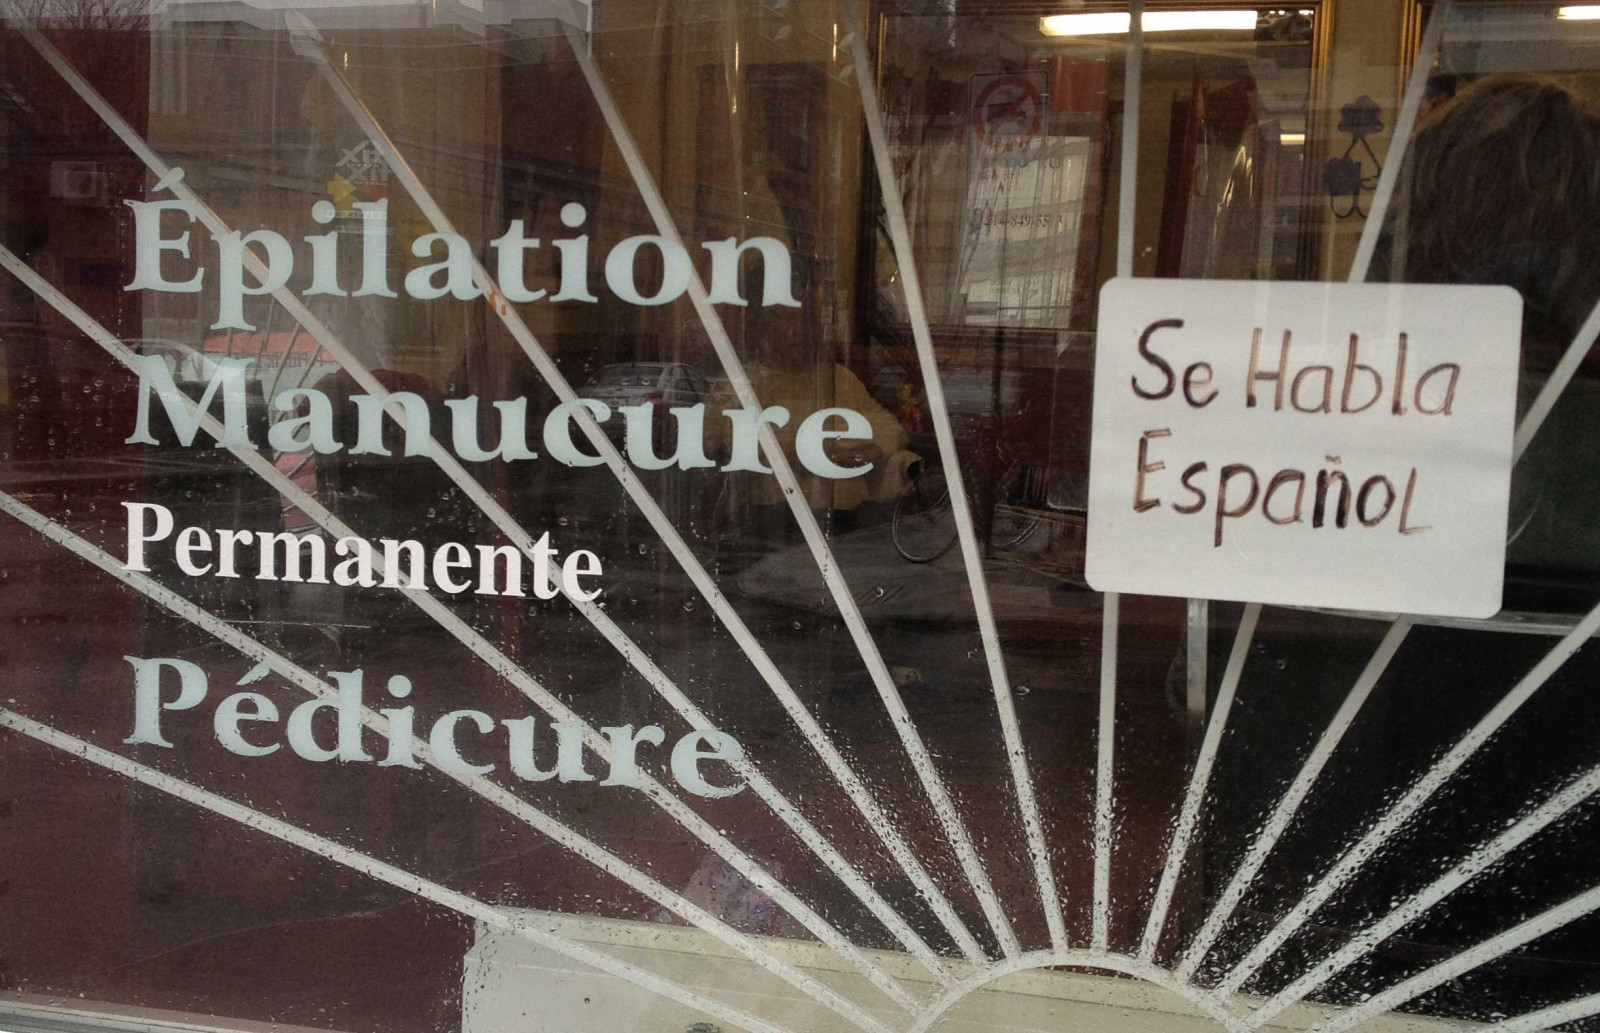 Épilation
Manucure
Permanente
Pédicure
Se Habla
Español